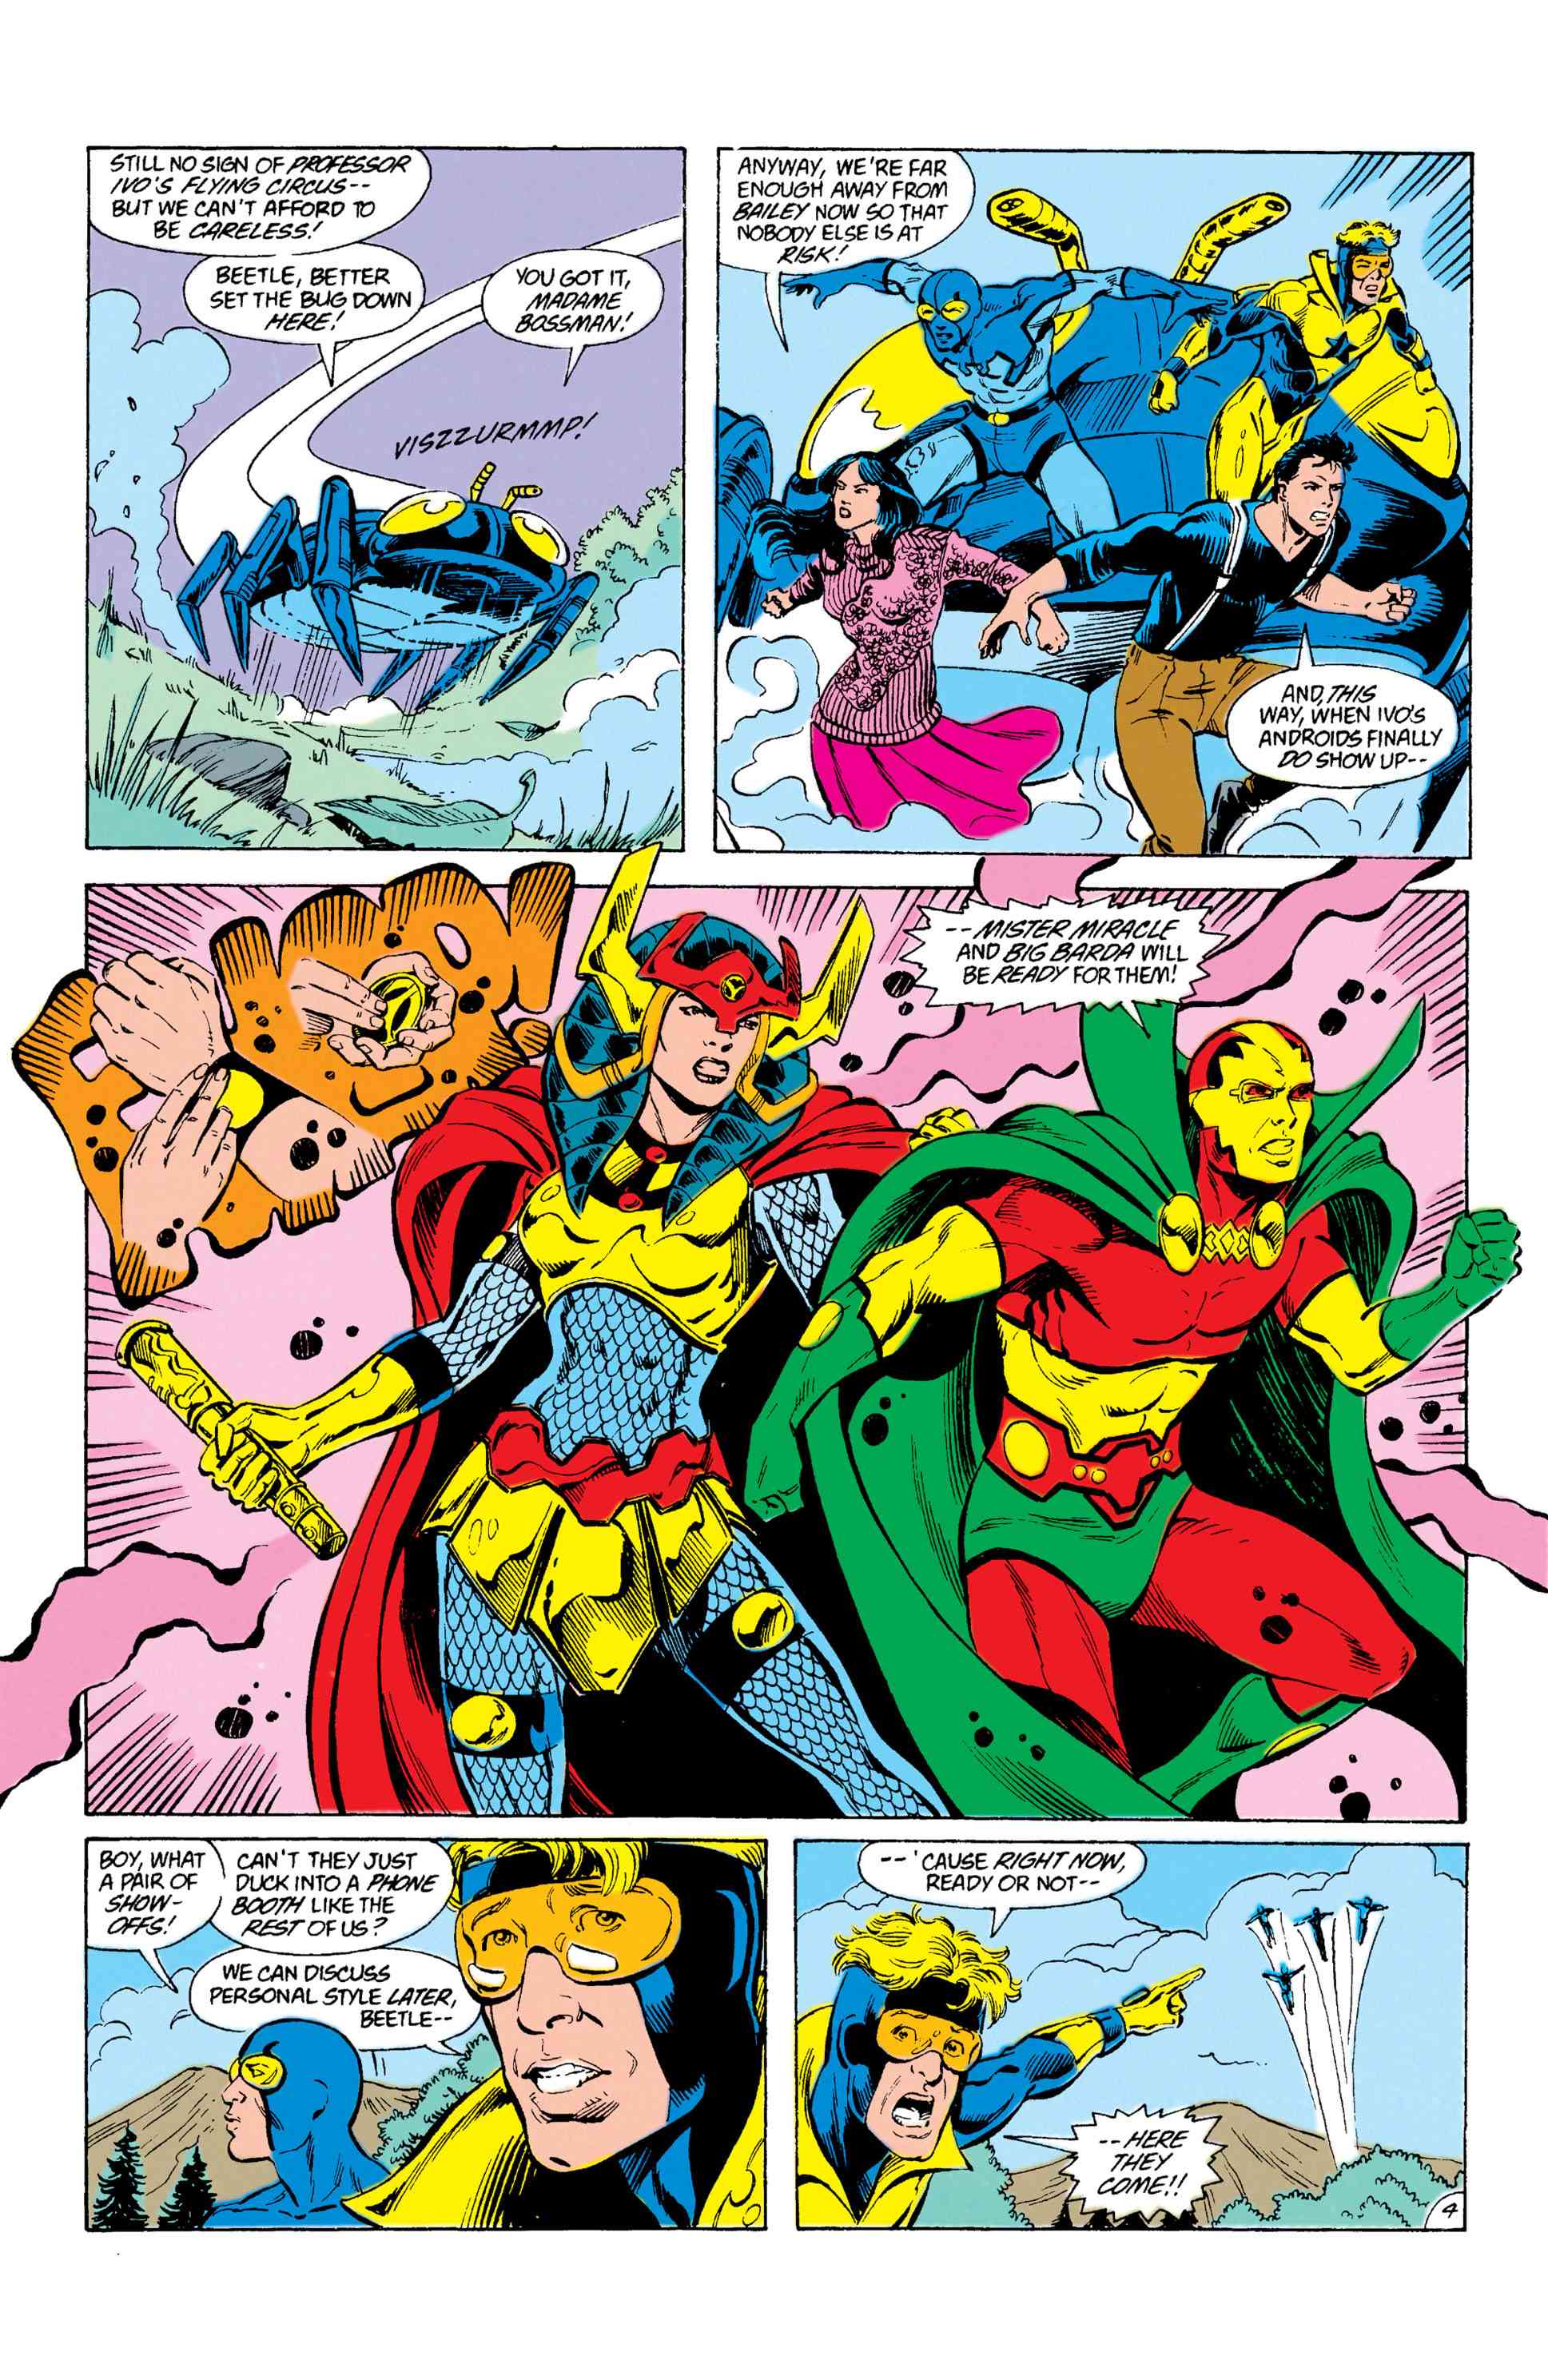 STILL NO SIGN OF PROFESSOR
IVO'S FLYING CIRCUS--
BUT WE CAN'T AFFORD TO
BE CARELESS!
BEETLE, BETTER
SET THE BUG DOWN
HERE!
YOU GOT IT,
MADAME
BOSSMAN!
VISZZURMMP!
ANYWAY, WE'RE FAR
ENOUGH AWAY FROM
BAILEY NOW SO THAT
NOBODY ELSE IS AT
RISK!
AND, THIS
WAY, WHEN IVO'S
ANDROIDS FINALLY
DO SHOW UP--
-- MISTER MIRACLE
AND BIG BARDA WILL
BE READY FOR THEM!
BOY, WHAT
A PAIR OF
SHOW-
OFFS!
CAN'T THEY JUST
DUCK INTO A PHONE
BOOTH LIKE THE
REST OF US?
WE CAN DISCUSS
PERSONAL STYLE LATER,
BEETLE--
--'CAUSE RIGHT NOW,
READY OR NOT--
--HERE
THEY
COME!!
4